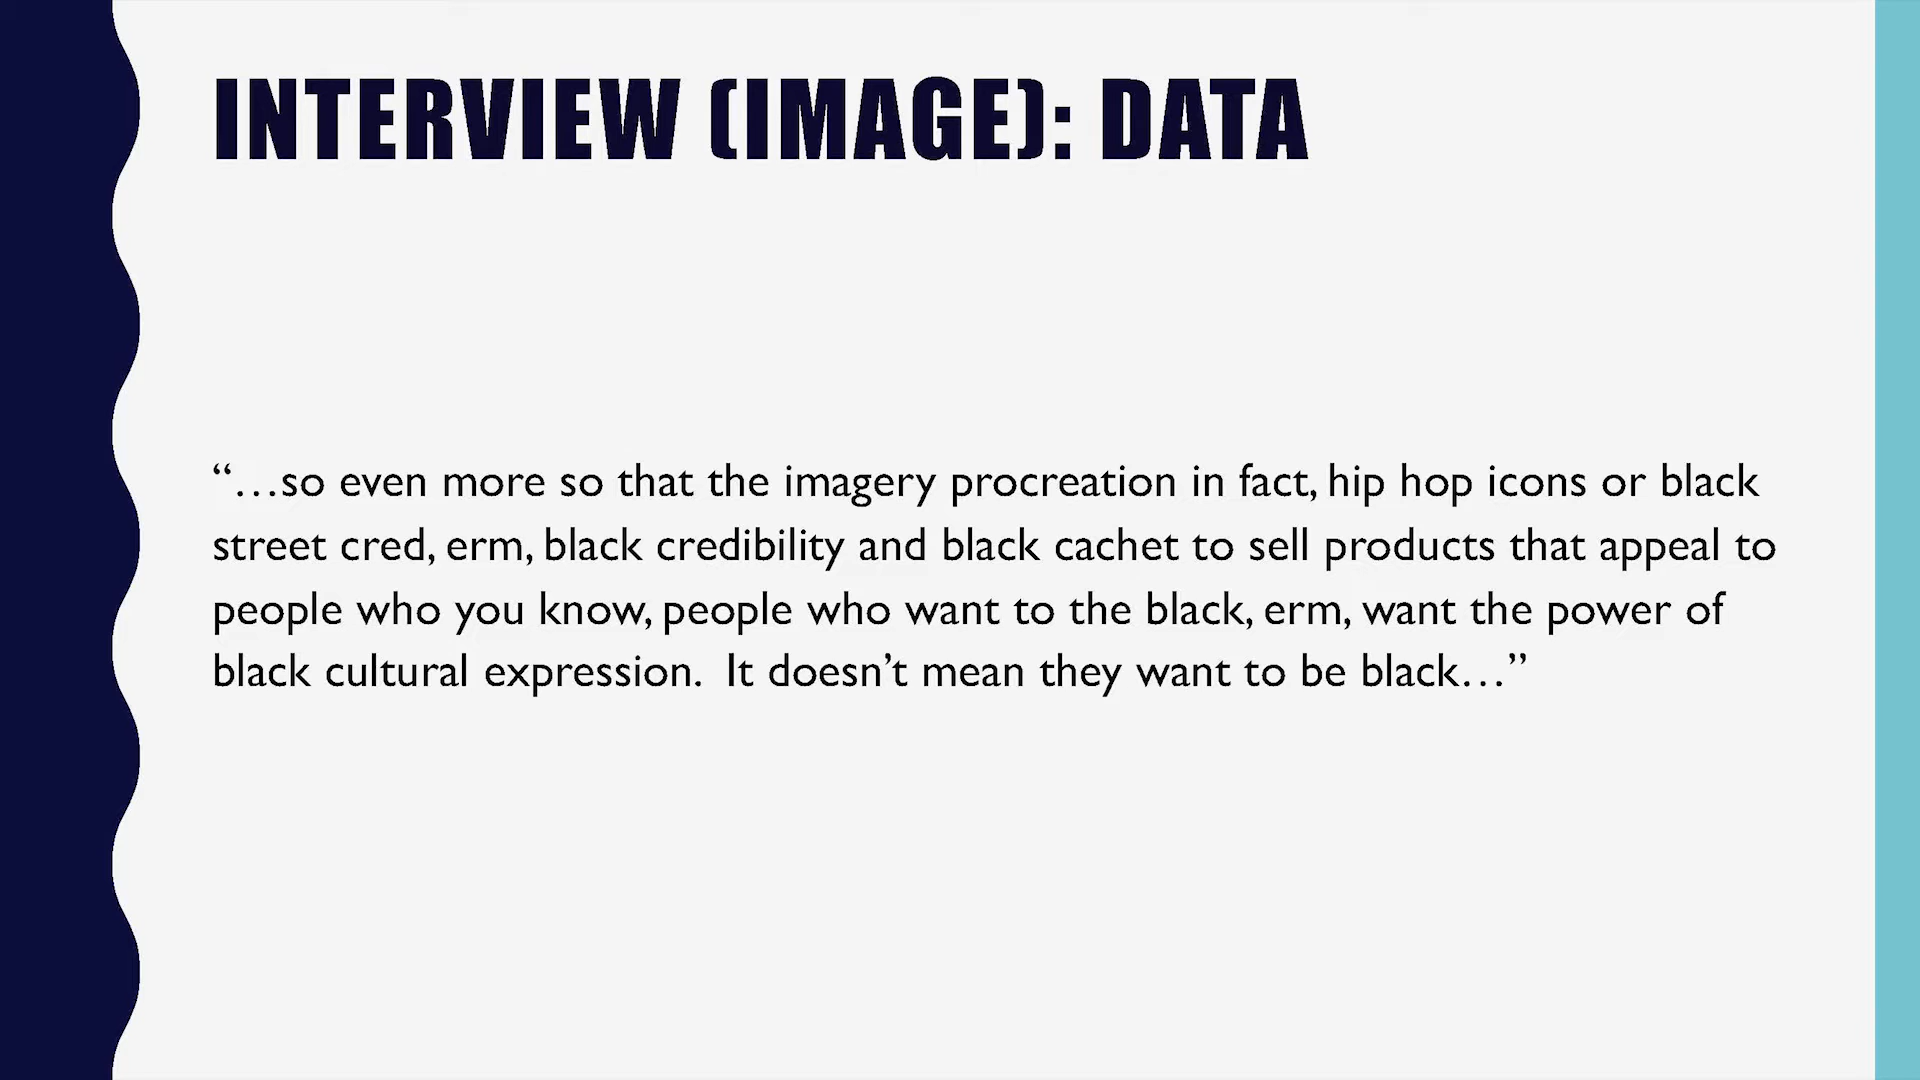 INTERVIEW (IMAGE): DATA
“…so even more so that the imagery procreation in fact, hip hop icons or black
street cred, erm, black credibility and black cachet to sell products that appeal to
people who you know, people who want to the black, erm, want the power of
black cultural expression.  It doesn’t mean they want to be black…”